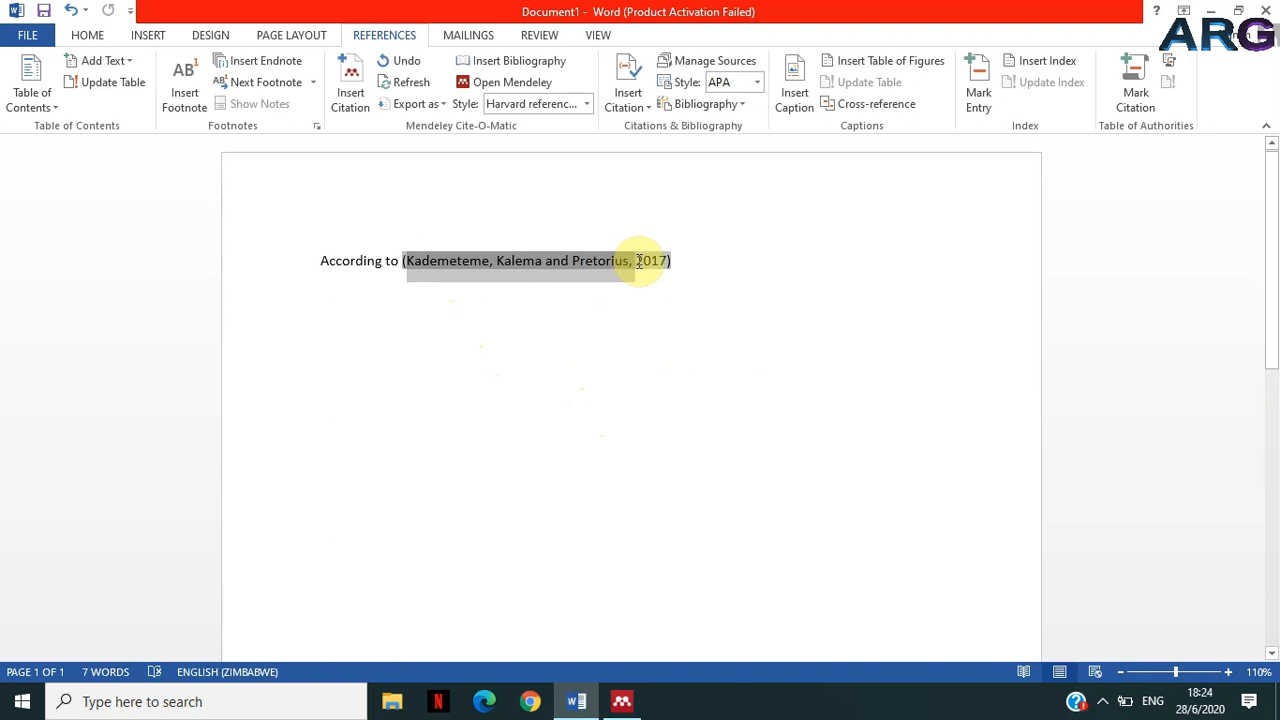 Document1 - Word (Product Activation Failed)
?
ARG
FILE HOME INSERT DESIGN PAGE LAYOUT REFERENCES MAILINGS REVIEW VIEW
Table of Contents
Add Text
Update Table
Table of Contents
AB1
Insert Footnote
Insert Endnote
AB1 Next Footnote
Show Notes
Footnotes
Insert Citation
Undo
Refresh
Export as
Insert Bibliography
Open Mendeley
Style: Harvard referenc...
Mendeley Cite-O-Matic
Insert Citation
Manage Sources
Style: APA
Bibliography
Citations & Bibliography
Insert Caption
Insert Table of Figures
Update Table
Cross-reference
Captions
Mark Entry
Insert Index
Update Index
Index
Mark Citation
Table of Authorities
According to (Kademeteme, Kalema and Pretorius, 2017)
PAGE 1 OF 1 7 WORDS ENGLISH (ZIMBABWE) 110%
Type here to search
ENG
18:24
28/6/2020